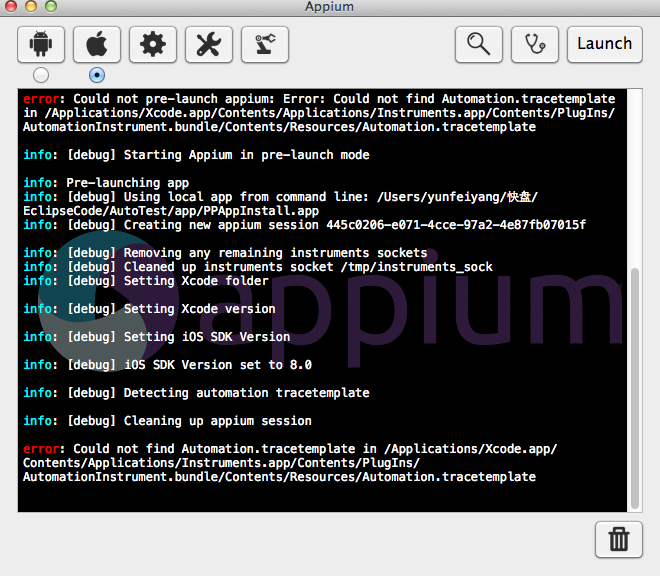 Appium
Launch
error: Could not pre-launch appium: Error: Could not find Automation.tracetemplate
in /Applications/Xcode.app/Contents/Applications/Instruments.app/Contents/PlugIns/
AutomationInstrument.bundle/Contents/Resources/Automation.tracetemplate
info: [debug] Starting Appium in pre-launch mode
info: Pre-launching app
info: [debug] Using local app from command line: /Users/yunfeiyang/快盘/
EclipseCode/AutoTest/app/PPAppInstall.app
info: [debug] Creating new appium session 445c0206-e071-4cce-97a2-4e87fb07015f
info: [debug] Removing any remaining instruments sockets
info: [debug] Cleaned up instruments socket /tmp/instruments_sock
info: [debug] Setting Xcode folder
info: [debug] Setting Xcode version
info: [debug] Setting iOS SDK Version
info: [debug] iOS SDK Version set to 8.0
info: [debug] Detecting automation tracetemplate
info: [debug] Cleaning up appium session
error: Could not find Automation.tracetemplate in /Applications/Xcode.app/
Contents/Applications/Instruments.app/Contents/PlugIns/
AutomationInstrument.bundle/Contents/Resources/Automation.tracetemplate
appium